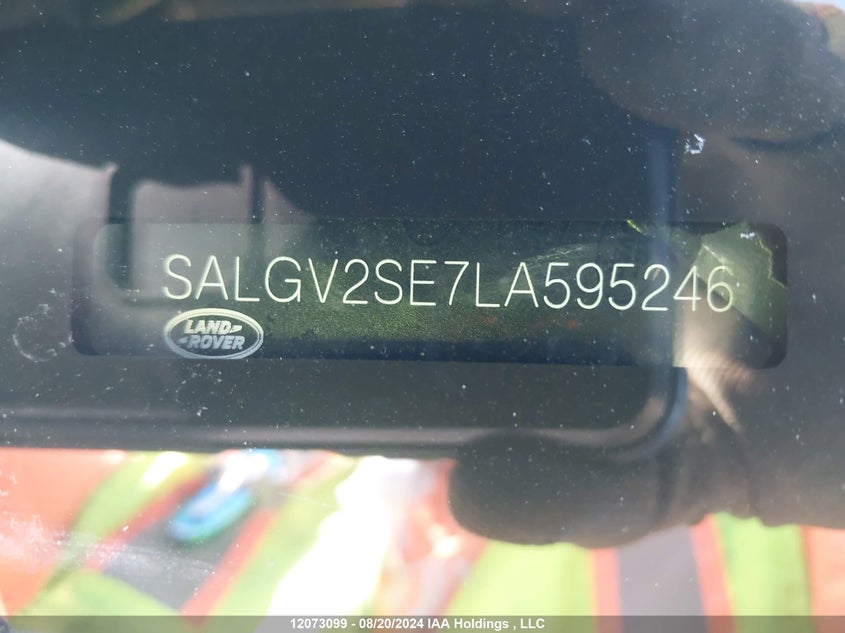 SALGV2SE7LA595246
LAND
ROVER
12073099 - 08/20/2024 IAA Holdings , LLC